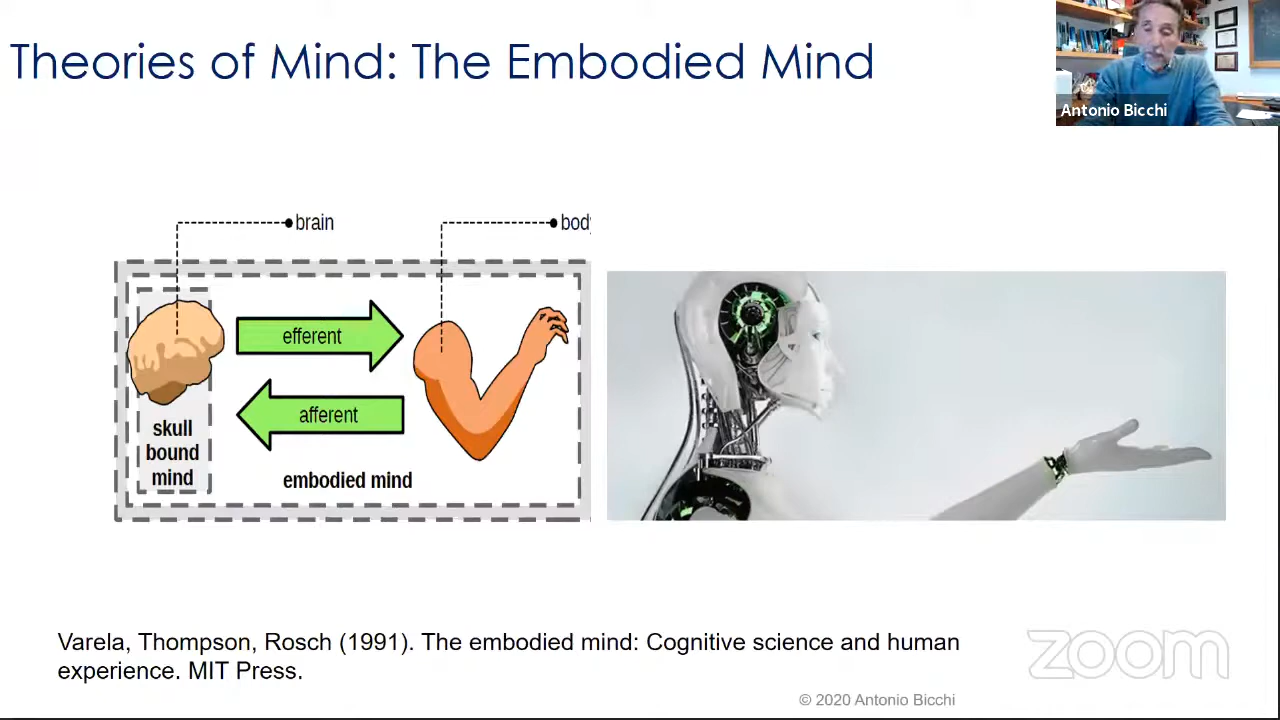 Theories of Mind: The Embodied Mind
Antonio Bicchi
brain
efferent
afferent
skull
bound
mind
embodied mind
Varela, Thompson, Rosch (1991). The embodied mind: Cognitive science and human
experience. MIT Press.
zoom
© 2020 Antonio Bicchi